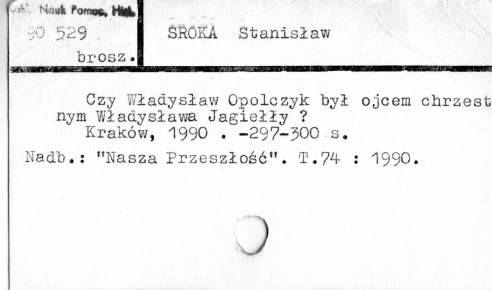 Nauk Pomoc. Hist.
90 529
brosz.
SROKA Stanisław
Czy Władysław Opolczyk był ojcem chrzest
nym Władysława Jagiełły ?
Kraków, 1990 . -297-300 s.
Nadb.: "Nasza Przeszłość". T.74 : 1990.